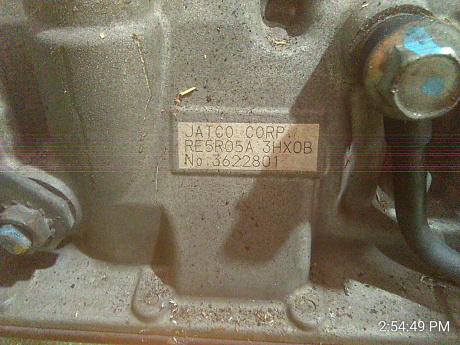 JATCO CORP.
RE5R05A 3HX0B
No.3622801
2:54:49 PM